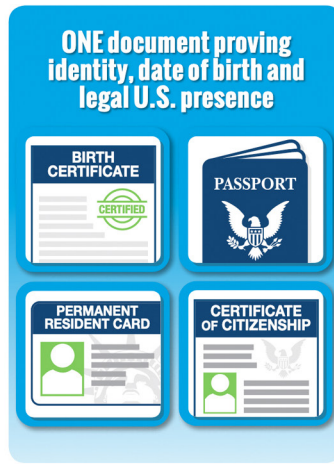 ONE document proving
identity, date of birth and
legal U.S. presence
BIRTH
CERTIFICATE
CERTIFIED
PASSPORT
PERMANENT
RESIDENT CARD
CERTIFICATE
OF CITIZENSHIP